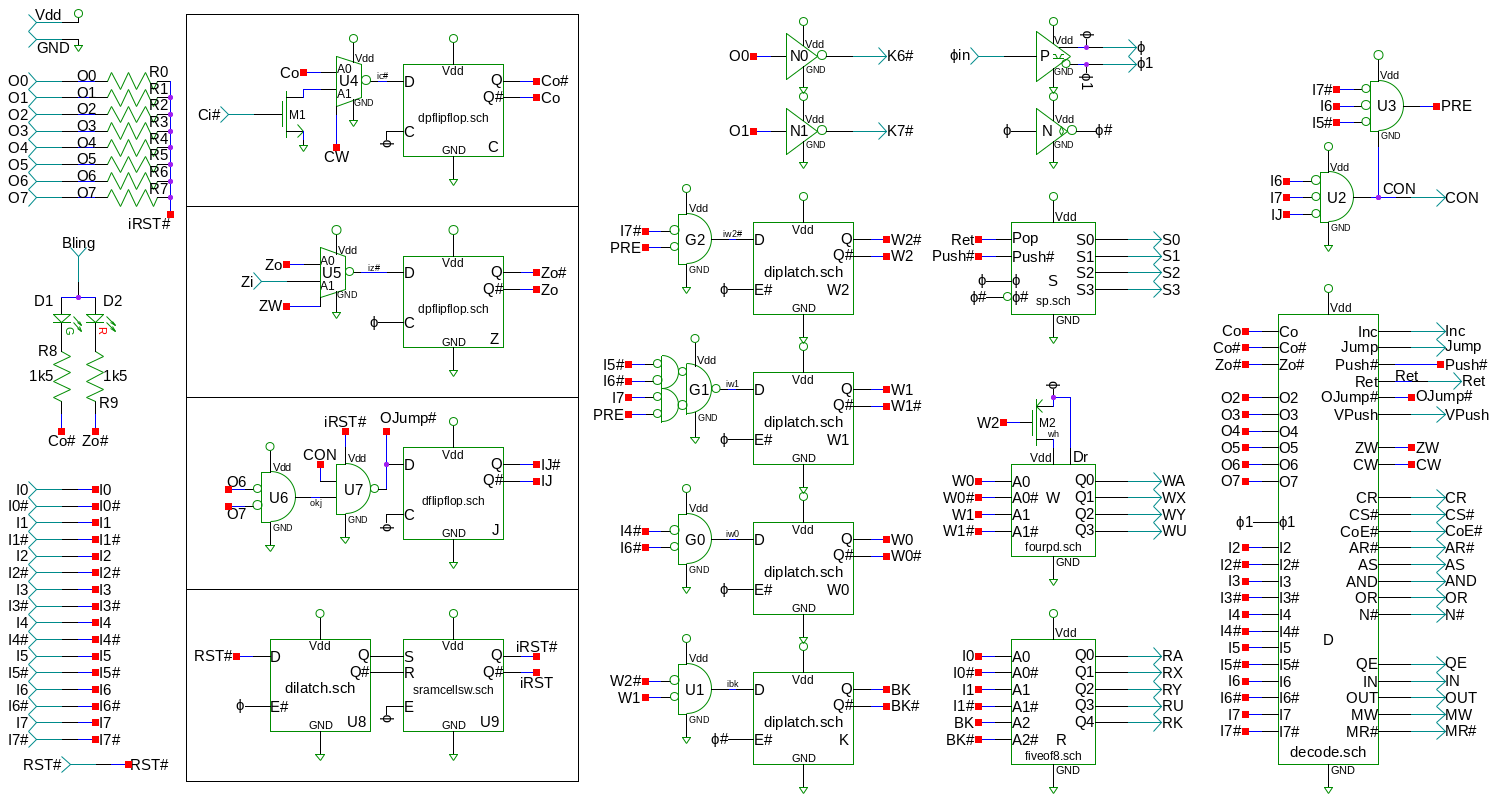 Vdd
GND
O0 O0 R0
O1 O1 R1
O2 O2 R2
O3 O3 R3
O4 O4 R4
O5 O5 R5
O6 O6 R6
O7 O7 R7
iRST#
Bling
D1 D2
G R
R8
1k5 1k5
R9
Co# Zo#
I0 I0
I0# I0#
I1 I1
I1# I1#
I2 I2
I2# I2#
I3 I3
I3# I3#
I4 I4
I4# I4#
I5 I5
I5# I5#
I6 I6
I6# I6#
I7 I7
I7# I7#
RST# RST#
Vdd
Co A0
U4 ic#
A1
GND
M1
Ci#
CW
Vdd
D Q Co#
Q# Co
dpflipflop.sch
ϕ C
GND C
Vdd
Zo A0
U5 iz#
Zi A1
GND
ZW
Vdd
D Q Zo#
Q# Zo
dpflipflop.sch
ϕ C
GND Z
iRST# OJump#
CON
Vdd Vdd
O6 U6 U7
O7
okj
GND GND
Vdd
D Q IJ#
Q# IJ
dflipflop.sch
ϕ C
GND J
Vdd
RST# D Q
Q#
dilatch.sch
ϕ E#
GND U8
Vdd
S Q iRST#
R Q# iRST
sramcellsw.sch
ϕ E
GND U9
Vdd
O0 N0 K6#
GND
Vdd
O1 N1 K7#
GND
Vdd
I7# G2 iw2#
PRE
GND
Vdd
D Q W2#
Q# W2
diplatch.sch
ϕ E# W2
GND
Vdd
I5#
I6# G1 iw1
I7
PRE
GND
Vdd
D Q W1
Q# W1#
diplatch.sch
ϕ E# W1
GND
Vdd
I4# G0 iw0
I6#
GND
Vdd
D Q W0
Q# W0#
diplatch.sch
ϕ E# W0
GND
Vdd
W2# U1 ibk
W1
GND
Vdd
D Q BK
Q# BK#
diplatch.sch
ϕ# E# K
GND
Vdd ϕ
ϕin P ϕ
ϕ1
GND ϕ1
Vdd
ϕ N ϕ#
GND
Vdd
Ret Pop S0 S0
Push# Push# S1 S1
ϕ ϕ S S2 S2
ϕ# ϕ# sp.sch S3 S3
GND
ϕ
W2 M2
wh
Vdd Dr
W0 A0 Q0 WA
W0# A0# W Q1 WX
W1 A1 Q2 WY
W1# A1# Q3 WU
fourpd.sch
GND
Vdd
I0 A0 Q0 RA
I0# A0# Q1 RX
I1 A1 Q2 RY
I1# A1# Q3 RU
BK A2 Q4 RK
BK# A2# R
fiveof8.sch
GND
Vdd
I7#
I6 U3 PRE
I5#
GND
Vdd
I6
I7 U2 CON CON
IJ
GND
Vdd
Co Co Inc Inc
Co# Co# Jump Jump
Zo# Zo# Push# Push#
Ret Ret Ret
O2 O2 OJump# OJump#
O3 O3 VPush VPush
O4 O4
O5 O5 ZW ZW
O6 O6 CW CW
O7 O7
CR CR
CS# CS#
ϕ1 ϕ1 CoE# CoE#
I2 I2 AR# AR#
I2# I2# AS AS
I3 I3 AND AND
I3# I3# OR OR
I4 I4 N# N#
I4# I4# D
I5 I5
I5# I5# QE QE
I6 I6 IN IN
I6# I6# OUT OUT
I7 I7 MW MW
I7# I7# MR# MR#
decode.sch
GND